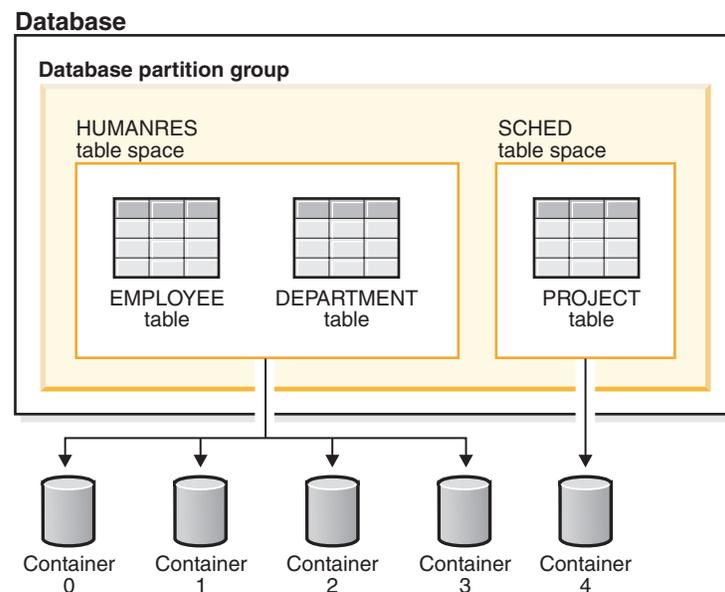 Database
Database partition group
HUMANRES
table space
SCHED
table space
EMPLOYEE
table
DEPARTMENT
table
PROJECT
table
Container
0
Container
1
Container
2
Container
3
Container
4